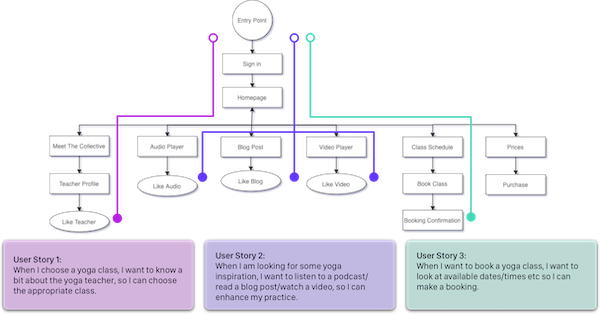 Entry Point
Sign in
Homepage
Meet The Collective
Audio Player
Blog Post
Video Player
Class Schedule
Prices
Teacher Profile
Like Audio
Like Blog
Like Video
Book Class
Purchase
Like Teacher
Booking Confirmation
User Story 1:
When I choose a yoga class, I want to know a
bit about the yoga teacher, so I can choose
the appropriate class.
User Story 2:
When I am looking for some yoga
inspiration, I want to listen to a podcast/
read a blog post/watch a video, so I can
enhance my practice.
User Story 3:
When I want to book a yoga class, I want to
look at available dates/times etc so I can
make a booking.